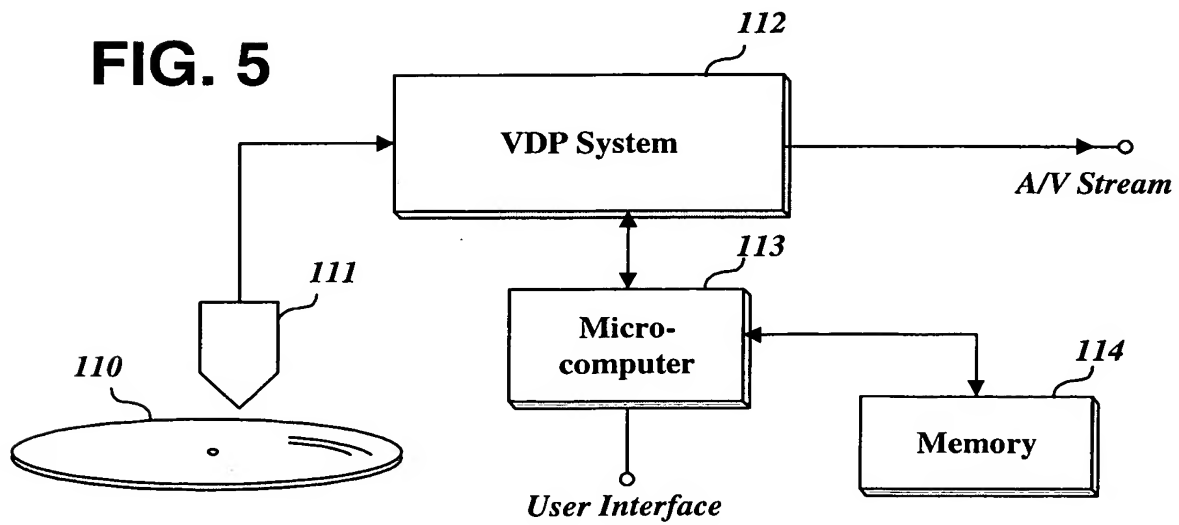 FIG. 5
112
VDP System
A/V Stream
111
113
Micro-
computer
110
114
Memory
User Interface